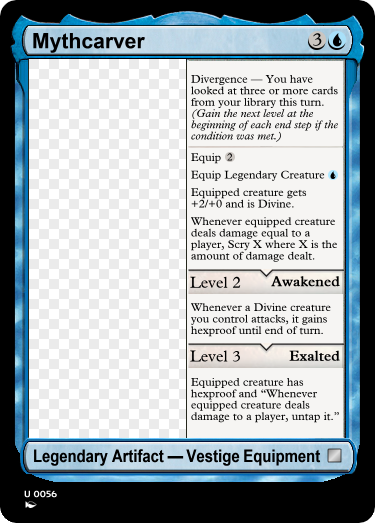 Mythcarver 3
Divergence — You have
looked at three or more cards
from your library this turn.
(Gain the next level at the
beginning of each end step if the
condition was met.)
Equip 2
Equip Legendary Creature
Equipped creature gets
+2/+0 and is Divine.
Whenever equipped creature
deals damage equal to a
player, Scry X where X is the
amount of damage dealt.
Level 2 Awakened
Whenever a Divine creature
you control attacks, it gains
hexproof until end of turn.
Level 3 Exalted
Equipped creature has
hexproof and “Whenever
equipped creature deals
damage to a player, untap it.”
Legendary Artifact — Vestige Equipment
U 0056